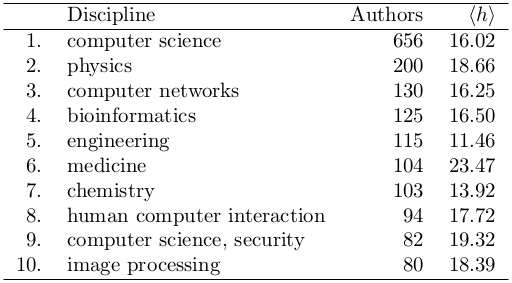 Discipline Authors ⟨h⟩
1. computer science 656 16.02
2. physics 200 18.66
3. computer networks 130 16.25
4. bioinformatics 125 16.50
5. engineering 115 11.46
6. medicine 104 23.47
7. chemistry 103 13.92
8. human computer interaction 94 17.72
9. computer science, security 82 19.32
10. image processing 80 18.39